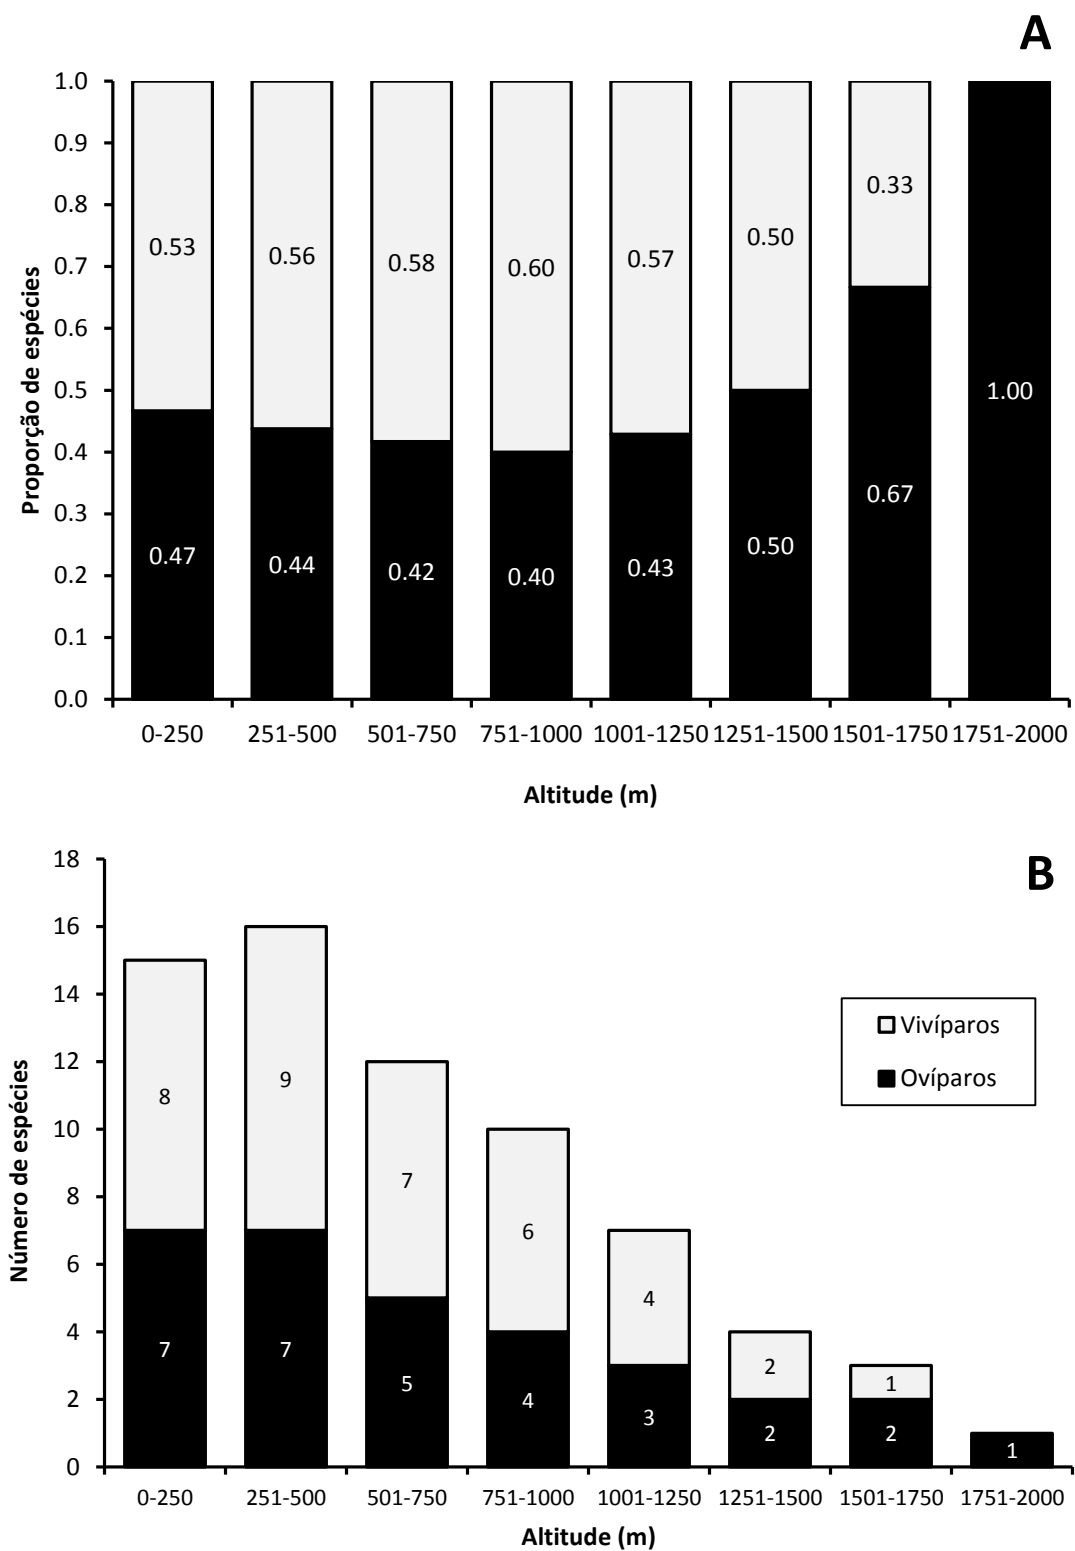 A
1.0
0.9
0.8
0.7
0.6
0.5
0.4
0.3
0.2
0.1
0.0
Proporção de espécies
0.53 0.56 0.58 0.60 0.57 0.50 0.33
0.47 0.44 0.42 0.40 0.43 0.50 0.67 1.00
0-250 251-500 501-750 751-1000 1001-1250 1251-1500 1501-1750 1751-2000
Altitude (m)
B
18
16
14
12
10
8
6
4
2
0
Número de espécies
Vivíparos
Ovíparos
8 9 7 6 4 2 1
7 7 5 4 3 2 2 1
0-250 251-500 501-750 751-1000 1001-1250 1251-1500 1501-1750 1751-2000
Altitude (m)